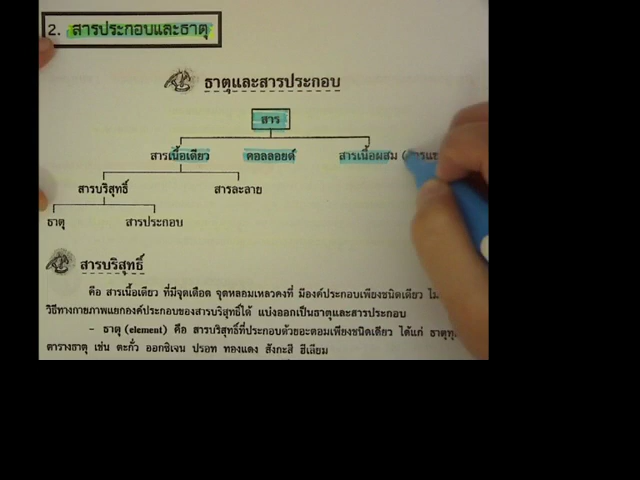 2. สารประกอบและธาตุ
ธาตุและสารประกอบ
สาร
สารเนื้อเดียว คอลลอยด์ สารเนื้อผสม
สารบริสุทธิ์ สารละลาย
ธาตุ สารประกอบ
สารบริสุทธิ์
คือ สารเนื้อเดียว ที่มีจุดเดือด จุดหลอมเหลวคงที่ มีองค์ประกอบเพียงชนิดเดียว
วิธีทางกายภาพแยกองค์ประกอบของสารบริสุทธิ์ได้ แบ่งออกเป็นธาตุและสารประกอบ
- ธาตุ (element) คือ สารบริสุทธิ์ที่ประกอบด้วยอะตอมเพียงชนิดเดียว ได้แก่
ตารางธาตุ เช่น ตะกั่ว ออกซิเจน ปรอท ทองแดง สังกะสี ฮีเลียม